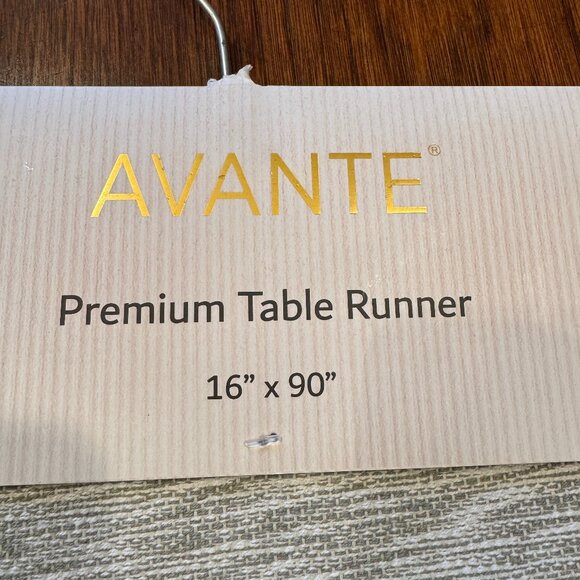 AVANTE®
Premium Table Runner
16” x 90”